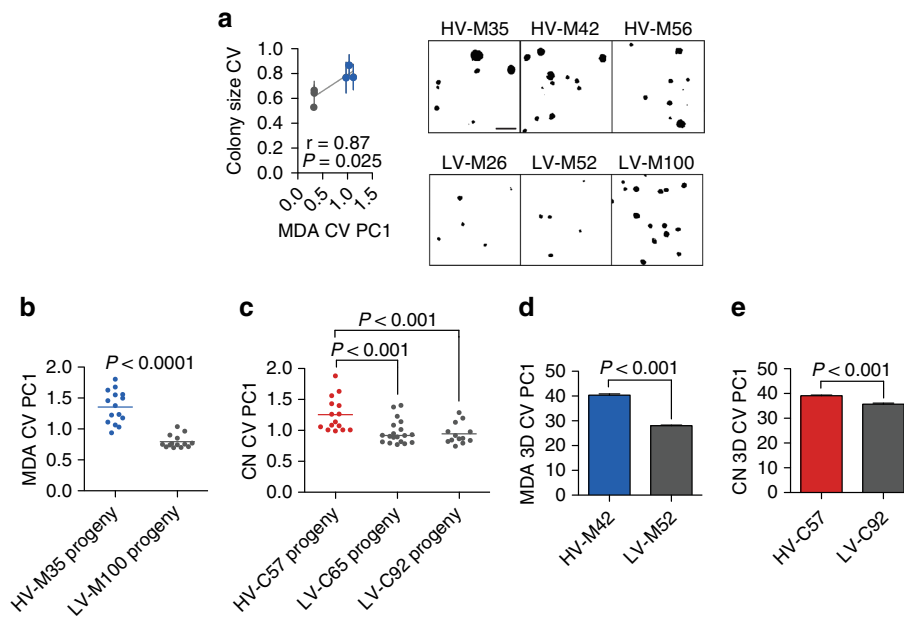 a
Colony size CV
1.0
0.8
0.6
0.4
0.2
0.0
r = 0.87
P = 0.025
0.0
0.5
1.0
1.5
MDA CV PC1
HV-M35
HV-M42
HV-M56
LV-M26
LV-M52
LV-M100
b
P < 0.0001
MDA CV PC1
2.0
1.5
1.0
0.5
0.0
HV-M35 progeny
LV-M100 progeny
c
P < 0.001
P < 0.001
CN CV PC1
2.0
1.5
1.0
0.5
0.0
HV-C57 progeny
LV-C65 progeny
LV-C92 progeny
d
P < 0.001
MDA 3D CV PC1
50
40
30
20
10
0
HV-M42
LV-M52
e
P < 0.001
CN 3D CV PC1
50
40
30
20
10
0
HV-C57
LV-C92